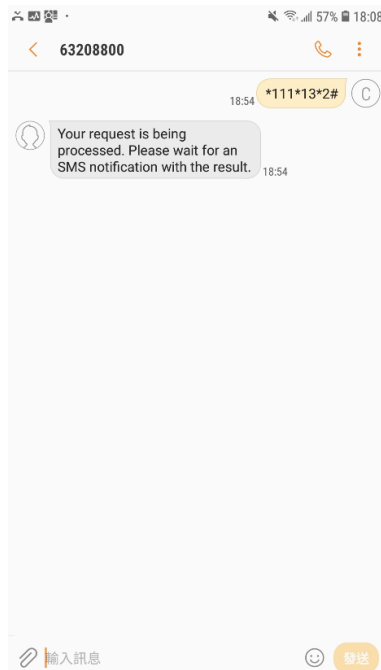 57% 18:08
63208800
18:54 *111*13*2# C
Your request is being
processed. Please wait for an
SMS notification with the result. 18:54
輸入訊息
發送